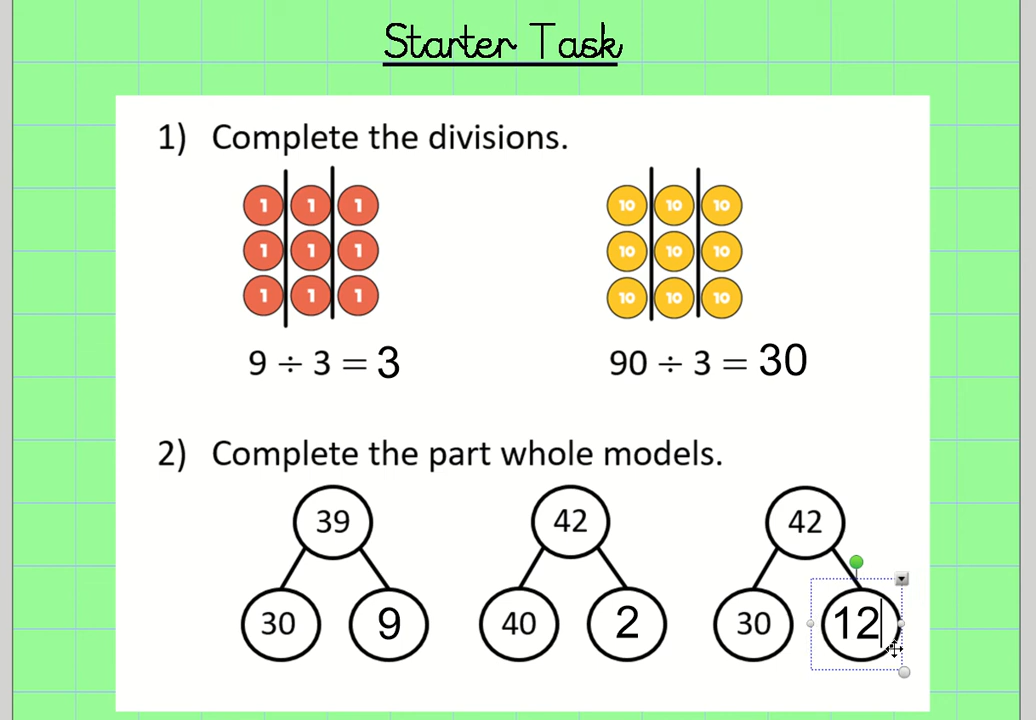 Starter Task
1) Complete the divisions.
1 1 1 10 10 10
1 1 1 10 10 10
1 1 1 10 10 10
9 ÷ 3 = 3 90 ÷ 3 = 30
2) Complete the part whole models.
39 42 42
30 9 40 2 30 12